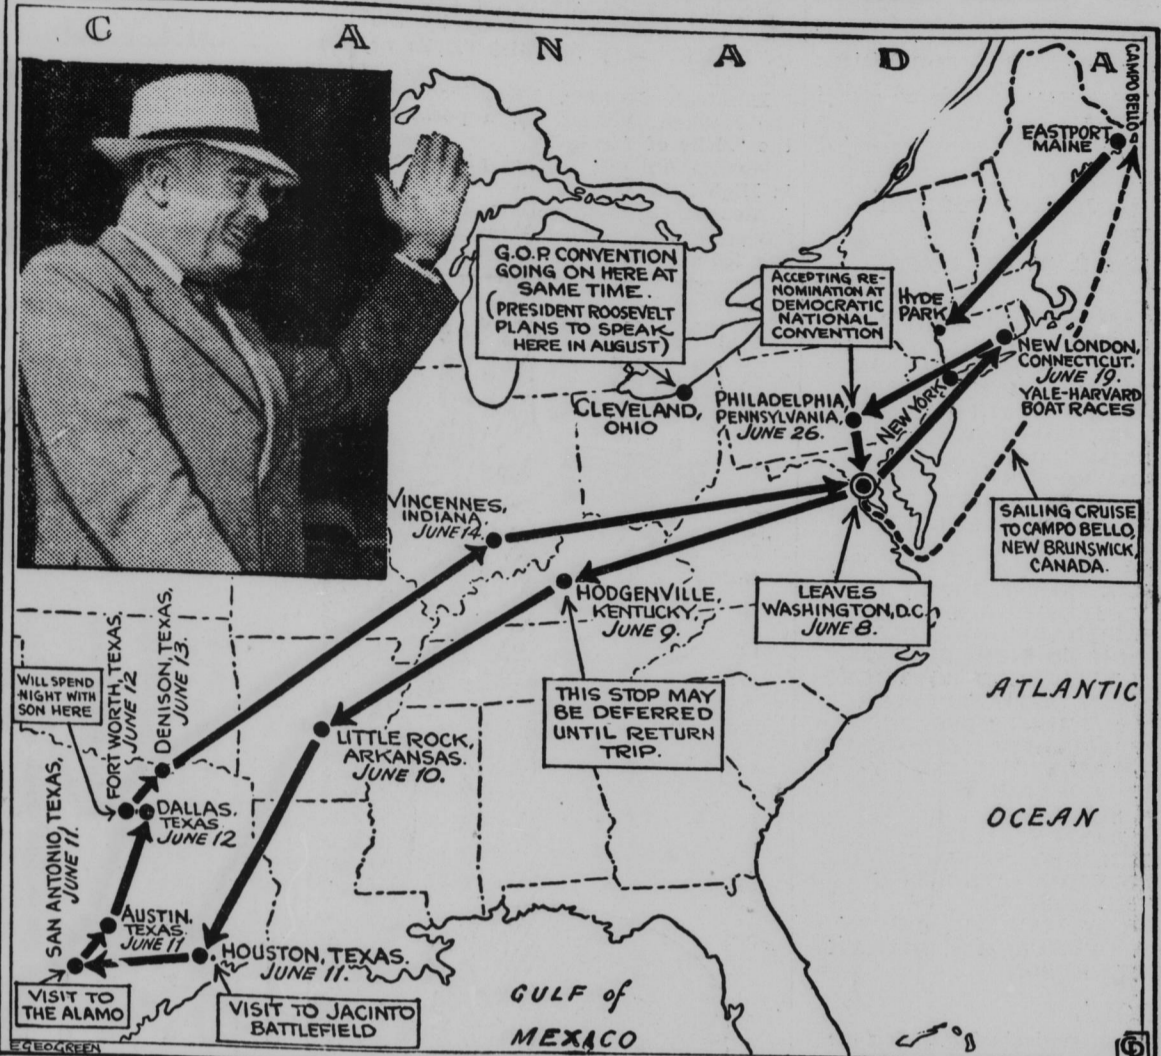 C A N A D A
CAMPO BELLO
EASTPORT
MAINE
G.O.P. CONVENTION
GOING ON HERE AT
SAME TIME.
(PRESIDENT ROOSEVELT
PLANS TO SPEAK
HERE IN AUGUST)
ACCEPTING RE-
NOMINATION AT
DEMOCRATIC
NATIONAL
CONVENTION
HYDE
PARK
NEW LONDON,
CONNECTICUT.
JUNE 19.
YALE-HARVARD
BOAT RACES
NEW YORK
CLEVELAND,
OHIO
PHILADELPHIA
PENNSYLVANIA,
JUNE 26.
SAILING CRUISE
TO CAMPO BELLO,
NEW BRUNSWICK,
CANADA.
VINCENNES,
INDIANA
JUNE 14.
HODGENVILLE,
KENTUCKY,
JUNE 9.
LEAVES
WASHINGTON, D.C.
JUNE 8.
THIS STOP MAY
BE DEFERRED
UNTIL RETURN
TRIP.
WILL SPEND
NIGHT WITH
SON HERE
FORT WORTH, TEXAS,
JUNE 12
DENISON, TEXAS,
JUNE 13.
LITTLE ROCK,
ARKANSAS.
JUNE 10.
DALLAS,
TEXAS
JUNE 12
SAN ANTONIO, TEXAS,
JUNE 11.
AUSTIN,
TEXAS.
JUNE 11
HOUSTON, TEXAS.
JUNE 11.
VISIT TO
THE ALAMO
VISIT TO JACINTO
BATTLEFIELD
ATLANTIC
OCEAN
GULF of
MEXICO
GEO GREEN